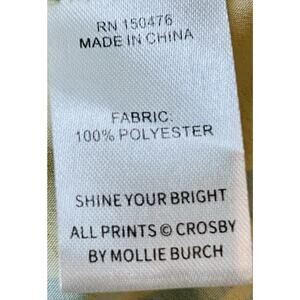 RN 150476
MADE IN CHINA
FABRIC:
100% POLYESTER
SHINE YOUR BRIGHT
ALL PRINTS © CROSBY
BY MOLLIE BURCH